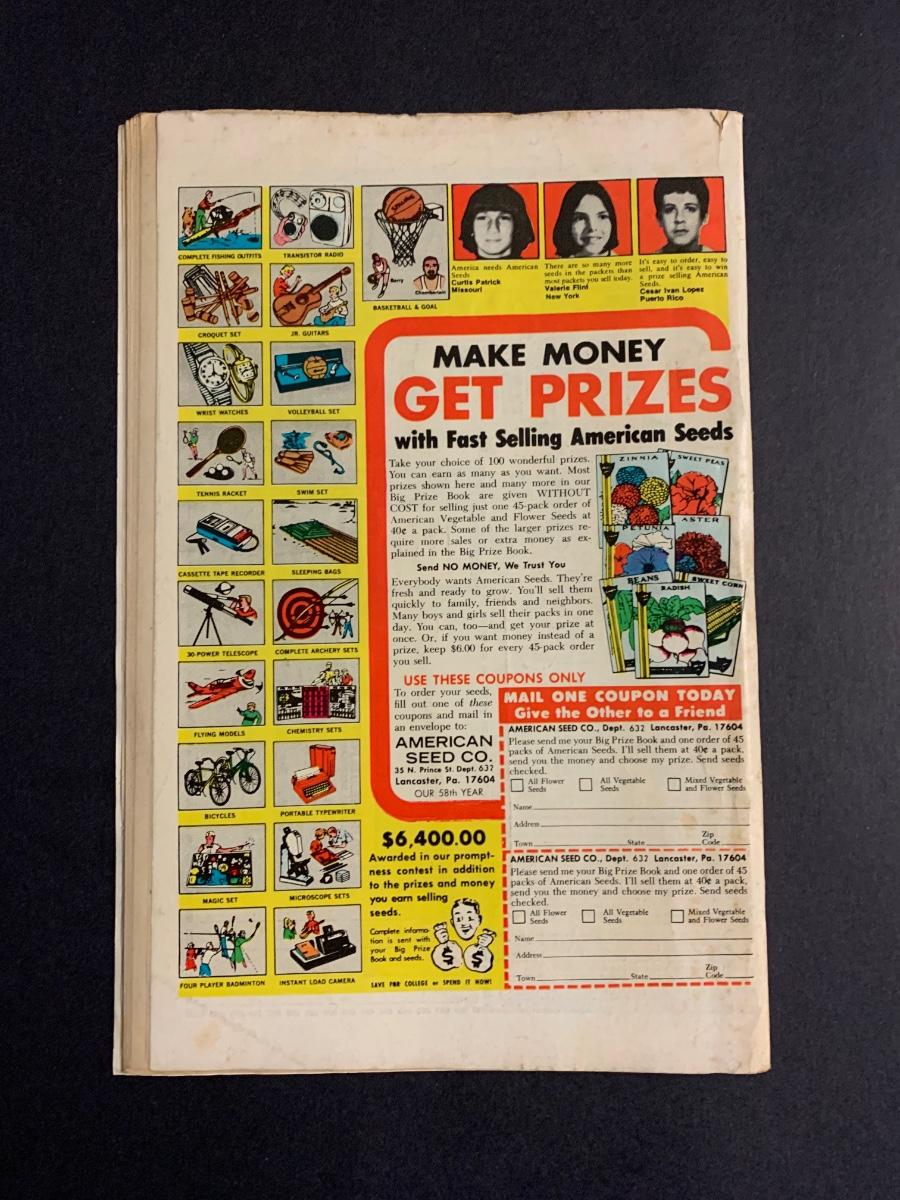 COMPLETE FISHING OUTFITS
TRANSISTOR RADIO
SPALDING
Barry
Chamberlain
BASKETBALL & GOAL
America needs American
Seeds
Curtis Patrick
Missouri
There are so many more
seeds in the packets than
most packets you sell today.
Valerie Flint
New York
It's easy to order, easy to
sell, and it's easy to win
a prize selling American
Seeds.
Cesar Ivan Lopez
Puerto Rico
CROQUET SET
JR. GUITARS
WRIST WATCHES
VOLLEYBALL SET
TENNIS RACKET
SWIM SET
CASSETTE TAPE RECORDER
SLEEPING BAGS
30-POWER TELESCOPE
COMPLETE ARCHERY SETS
FLYING MODELS
CHEMISTRY SETS
BICYCLES
PORTABLE TYPEWRITER
MAGIC SET
MICROSCOPE SETS
FOUR PLAYER BADMINTON
INSTANT LOAD CAMERA
MAKE MONEY
GET PRIZES
with Fast Selling American Seeds
Take your choice of 100 wonderful prizes.
You can earn as many as you want. Most
prizes shown here and many more in our
Big Prize Book are given WITHOUT
COST for selling just one 45-pack order of
American Vegetable and Flower Seeds at
40¢ a pack. Some of the larger prizes re-
quire more sales or extra money as ex-
plained in the Big Prize Book.
Send NO MONEY, We Trust You
Everybody wants American Seeds. They're
fresh and ready to grow. You'll sell them
quickly to family, friends and neighbors.
Many boys and girls sell their packs in one
day. You can, too—and get your prize at
once. Or, if you want money instead of a
prize, keep $6.00 for every 45-pack order
you sell.
ZINNIA
SWEET PEAS
PETUNIA
ASTER
BEANS
RADISH
SWEET CORN
USE THESE COUPONS ONLY
To order your seeds,
fill out one of these
coupons and mail in
an envelope to:
AMERICAN
SEED CO.
35 N. Prince St. Dept. 632
Lancaster, Pa. 17604
OUR 58th YEAR
$6,400.00
Awarded in our prompt-
ness contest in addition
to the prizes and money
you earn selling
seeds.
Complete informa-
tion is sent with
your Big Prize
Book and seeds.
$ $
SAVE FOR COLLEGE or SPEND IT NOW!
MAIL ONE COUPON TODAY
Give the Other to a Friend
AMERICAN SEED CO., Dept. 632 Lancaster, Pa. 17604
Please send me your Big Prize Book and one order of 45
packs of American Seeds. I'll sell them at 40¢ a pack,
send you the money and choose my prize. Send seeds
checked.
All Flower
Seeds
All Vegetable
Seeds
Mixed Vegetable
and Flower Seeds
Name
Address
Town State Zip Code
AMERICAN SEED CO., Dept. 632 Lancaster, Pa. 17604
Please send me your Big Prize Book and one order of 45
packs of American Seeds. I'll sell them at 40¢ a pack,
send you the money and choose my prize. Send seeds
checked.
All Flower
Seeds
All Vegetable
Seeds
Mixed Vegetable
and Flower Seeds
Name
Address
Town State Zip Code